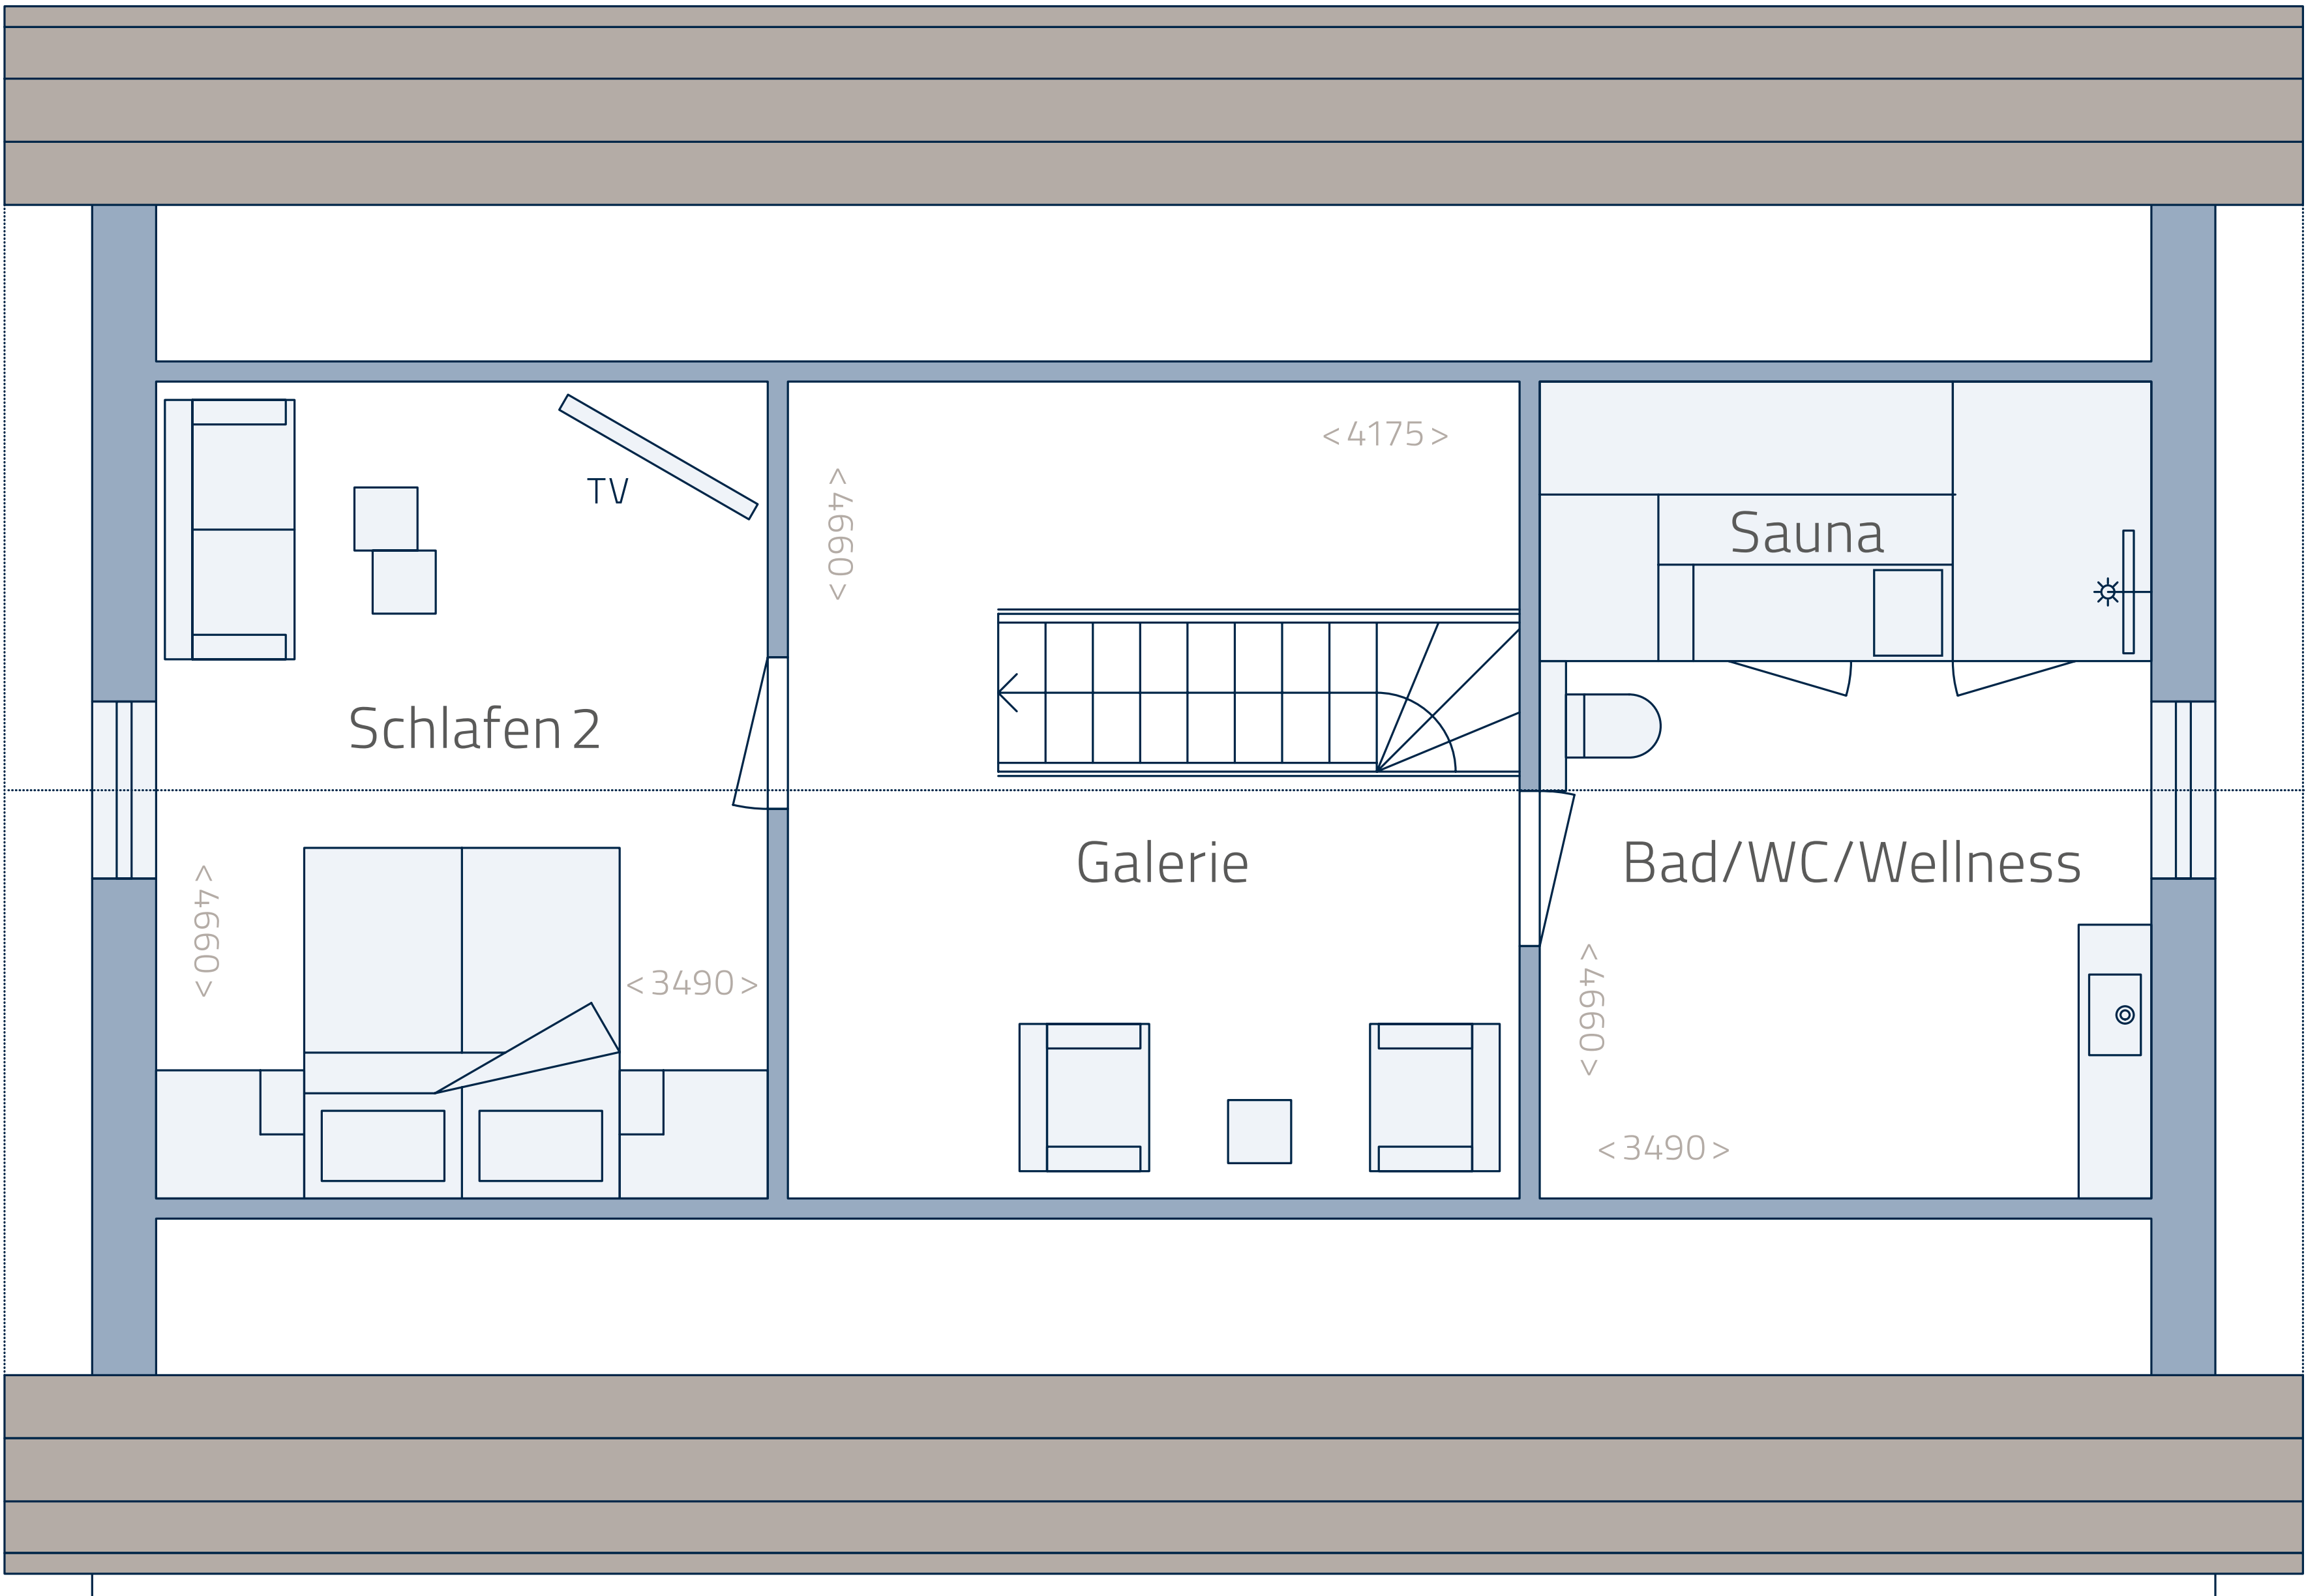 <4175>
<4660>
TV
Sauna
Schlafen 2
Galerie
Bad/WC/Wellness
<4660>
<3490>
<4660>
<3490>